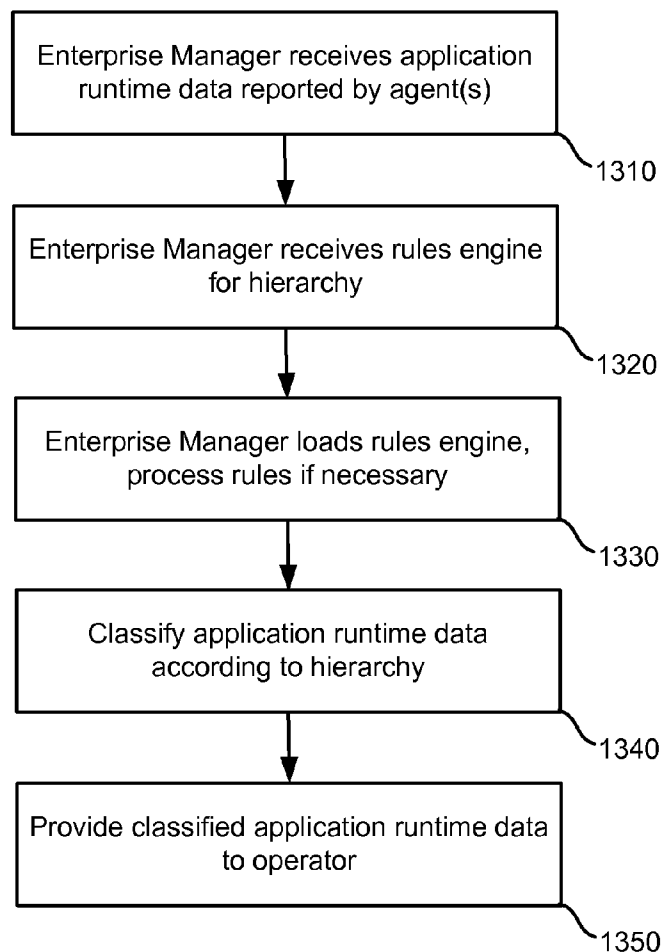 Enterprise Manager receives application
runtime data reported by agent(s)
1310
Enterprise Manager receives rules engine
for hierarchy
1320
Enterprise Manager loads rules engine,
process rules if necessary
1330
Classify application runtime data
according to hierarchy
1340
Provide classified application runtime data
to operator
1350